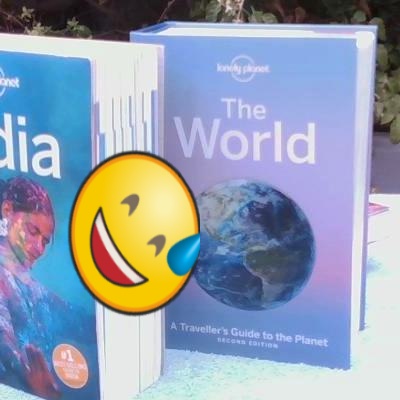 dia
#1
lonely planet
The
World
A Traveller's Guide to the Planet
SECOND EDITION